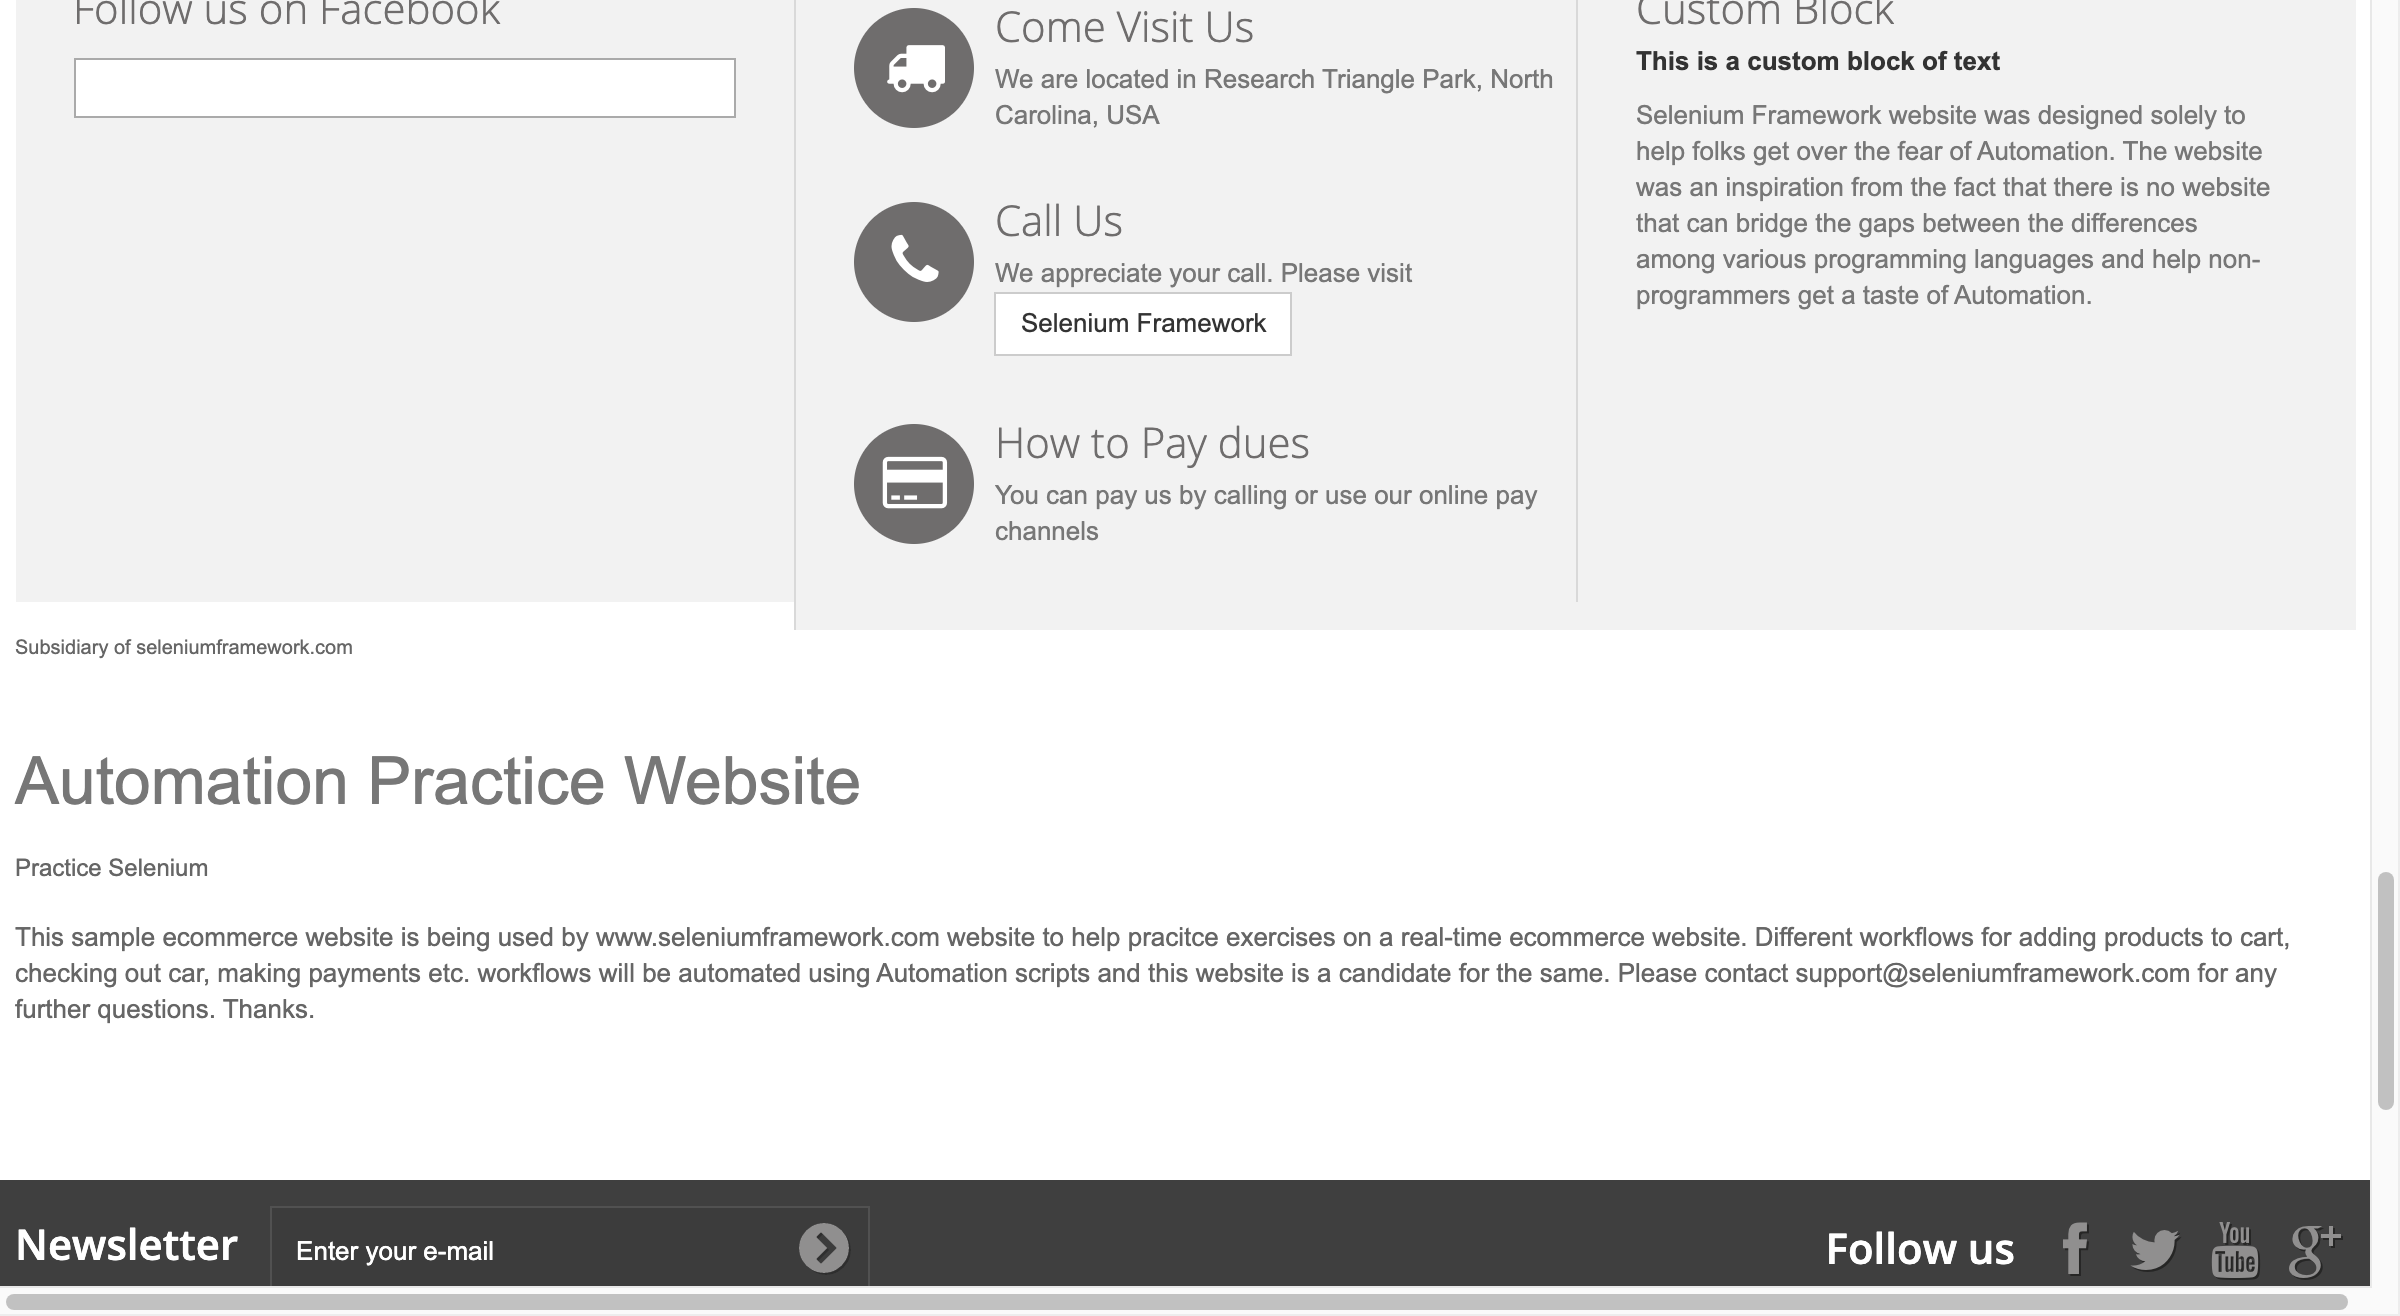 Follow us on Facebook
Come Visit Us
We are located in Research Triangle Park, North
Carolina, USA
Call Us
We appreciate your call. Please visit
Selenium Framework
How to Pay dues
You can pay us by calling or use our online pay
channels
Custom Block
This is a custom block of text
Selenium Framework website was designed solely to
help folks get over the fear of Automation. The website
was an inspiration from the fact that there is no website
that can bridge the gaps between the differences
among various programming languages and help non-
programmers get a taste of Automation.
Subsidiary of seleniumframework.com
Automation Practice Website
Practice Selenium
This sample ecommerce website is being used by www.seleniumframework.com website to help pracitce exercises on a real-time ecommerce website. Different workflows for adding products to cart,
checking out car, making payments etc. workflows will be automated using Automation scripts and this website is a candidate for the same. Please contact support@seleniumframework.com for any
further questions. Thanks.
Newsletter
Enter your e-mail
Follow us
You
Tube
g+